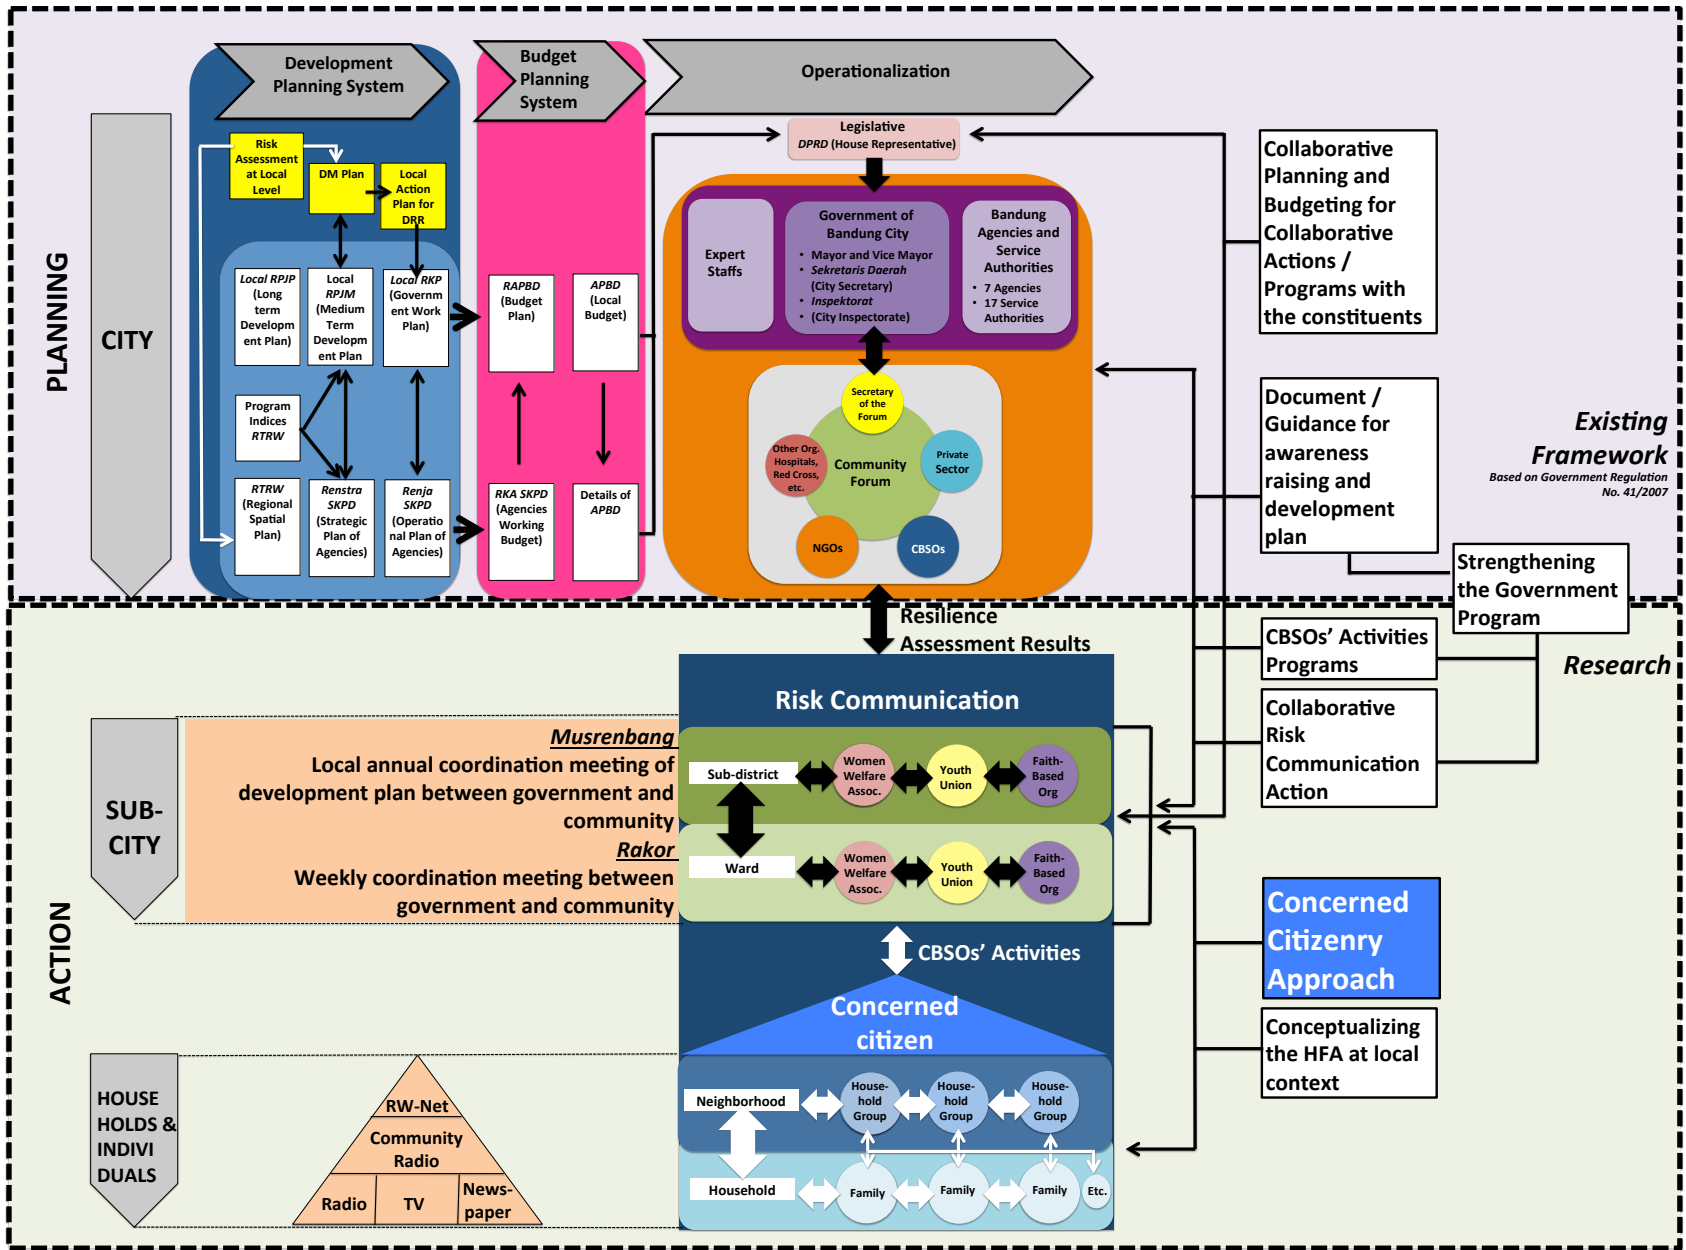 Development
Planning System
Budget
Planning
System
Operationalization
PLANNING
CITY
Risk
Assessment
at Local
Level
DM Plan
Local
Action
Plan for
DRR
Local RPJP
(Long
term
Developm
ent Plan)
Local
RPJM
(Medium
Term
Developm
ent Plan
Local RKP
(Governm
ent Work
Plan)
Program
Indices
RTRW
RTRW
(Regional
Spatial
Plan)
Renstra
SKPD
(Strategic
Plan of
Agencies)
Renja
SKPD
(Operatio
nal Plan of
Agencies)
RAPBD
(Budget
Plan)
APBD
(Local
Budget)
RKA SKPD
(Agencies
Working
Budget)
Details of
APBD
Legislative
DPRD (House Representative)
Expert
Staffs
Government of
Bandung City
• Mayor and Vice Mayor
• Sekretaris Daerah
(City Secretary)
• Inspektorat
• (City Inspectorate)
Bandung
Agencies and
Service
Authorities
• 7 Agencies
• 17 Service
Authorities
Secretary
of the
Forum
Other Org.
Hospitals,
Red Cross,
etc.
Community
Forum
Private
Sector
NGOs
CBSOs
Collaborative
Planning and
Budgeting for
Collaborative
Actions /
Programs with
the constituents
Document /
Guidance for
awareness
raising and
development
plan
Existing
Framework
Based on Government Regulation
No. 41/2007
Strengthening
the Government
Program
Resilience
Assessment Results
CBSOs' Activities
Programs
Research
Collaborative
Risk
Communication
Action
Risk Communication
ACTION
SUB-
CITY
Musrenbang
Local annual coordination meeting of
development plan between government and
community
Rakor
Weekly coordination meeting between
government and community
Sub-district
Women
Welfare
Assoc.
Youth
Union
Faith-
Based
Org
Ward
Women
Welfare
Assoc.
Youth
Union
Faith-
Based
Org
CBSOs' Activities
Concerned
Citizenry
Approach
Concerned
citizen
Conceptualizing
the HFA at local
context
HOUSE
HOLDS &
INDIVI
DUALS
RW-Net
Community
Radio
Radio
TV
News-
paper
Neighborhood
House-
hold
Group
House-
hold
Group
House-
hold
Group
Household
Family
Family
Family
Etc.